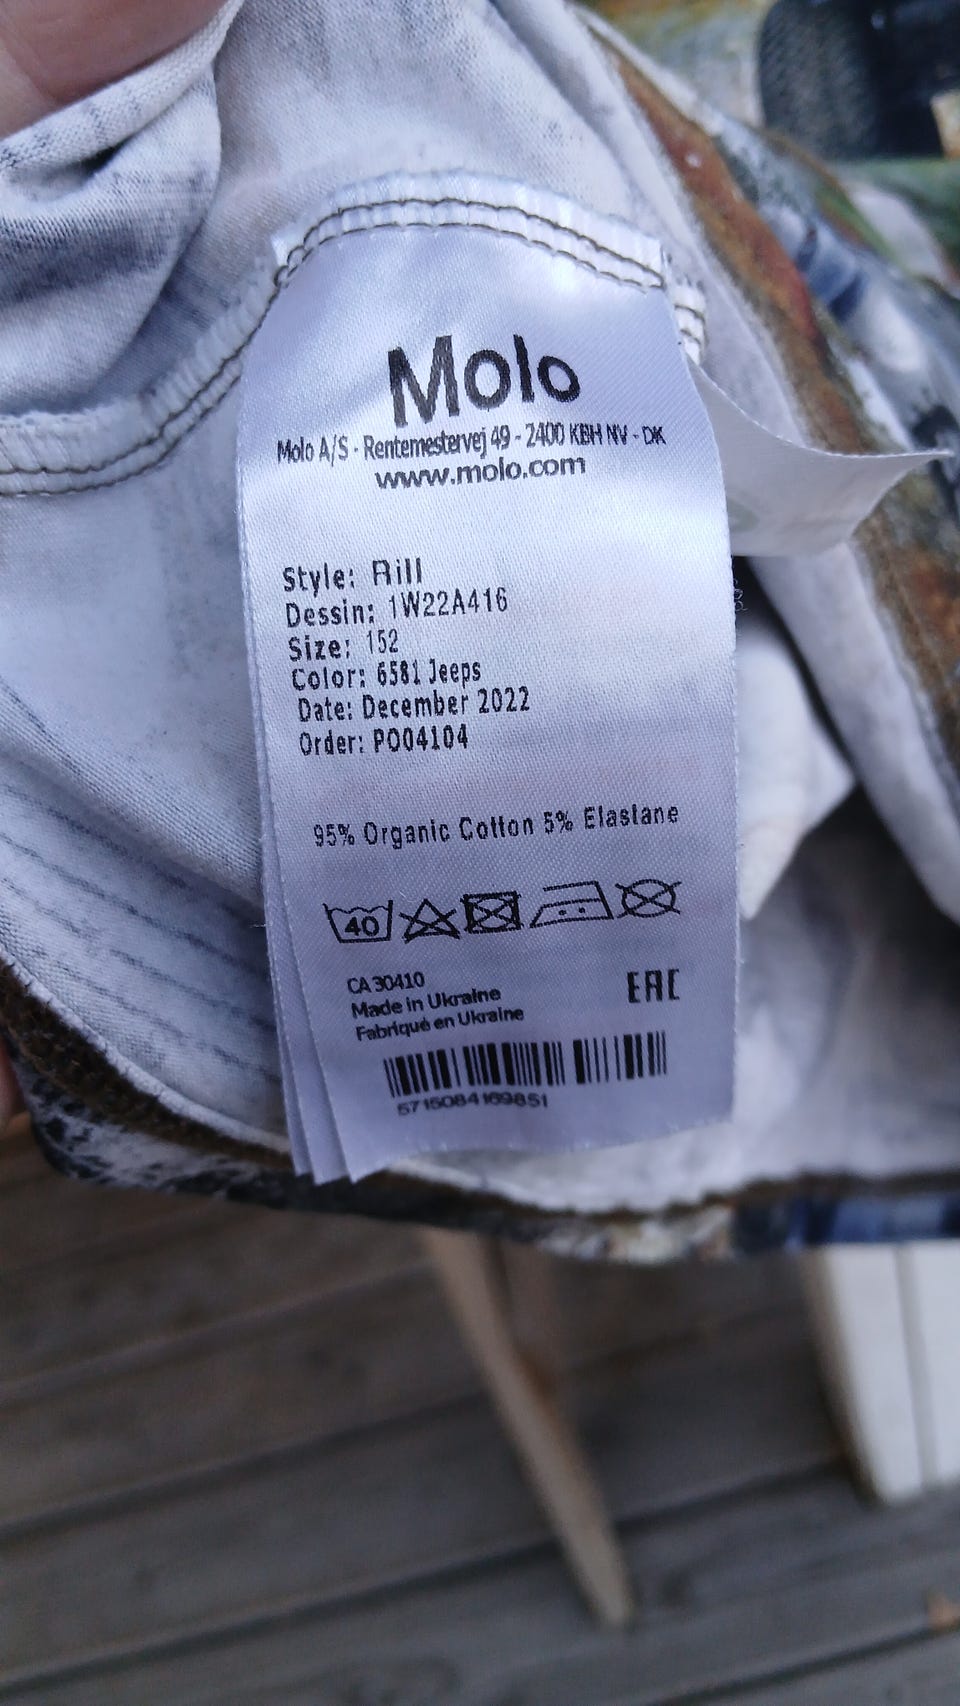 Molo
Molo A/S - Rentemestervej 49 - 2400 KBH NV - DK
www.molo.com
Style: Rill
Dessin: 1W22A416
Size: 152
Color: 6581 Jeeps
Date: December 2022
Order: PO04104
95% Organic Cotton 5% Elastane
40
CA 30410
Made in Ukraine
Fabriqué en Ukraine
EAC
5715084169851